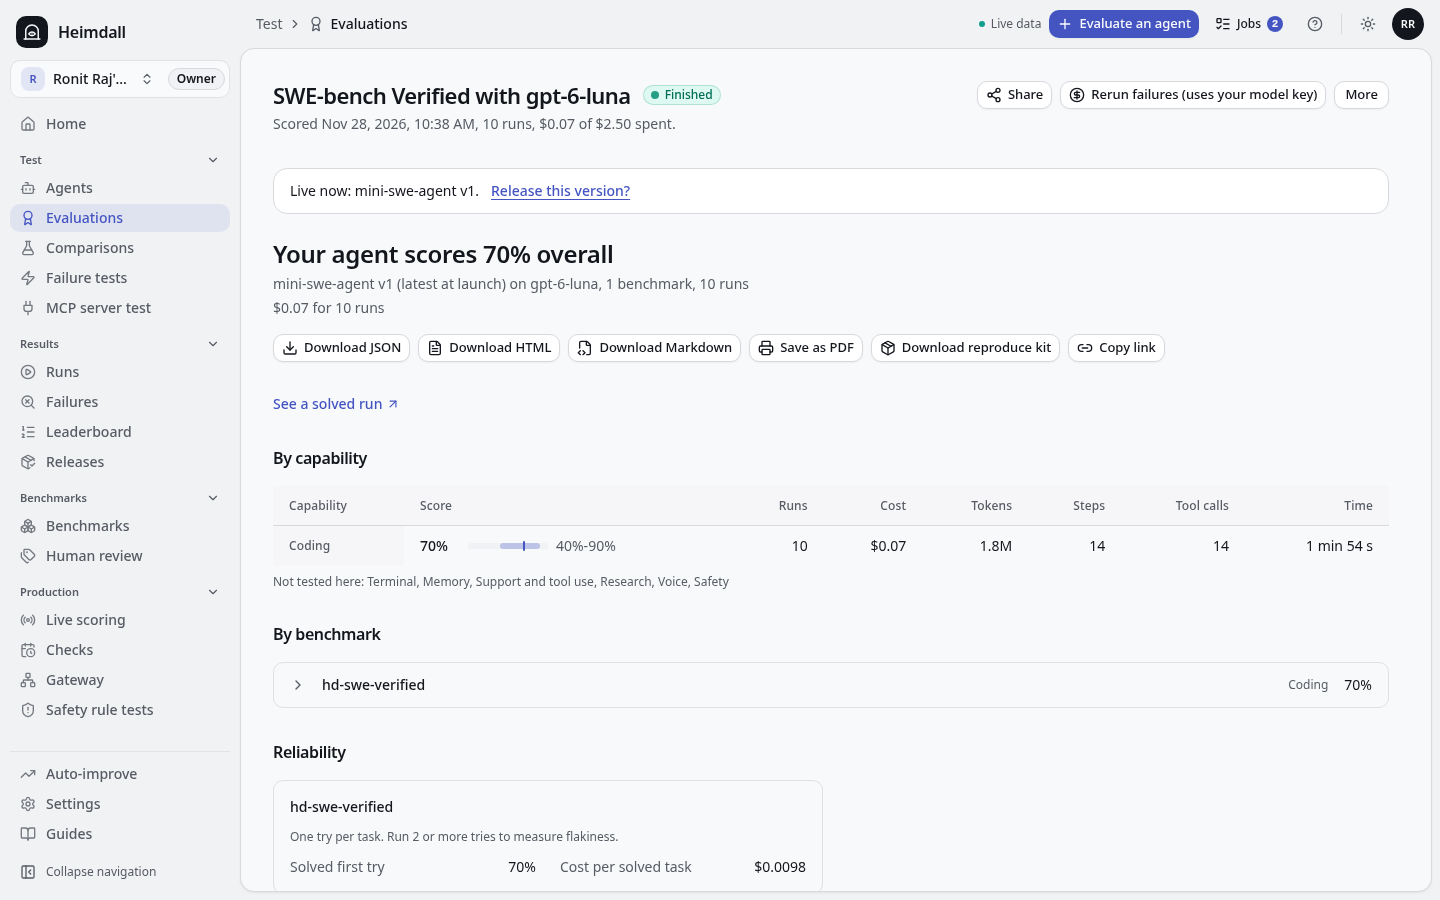 Heimdall
R Ronit Raj'... Owner
Home
Test
Agents
Evaluations
Comparisons
Failure tests
MCP server test
Results
Runs
Failures
Leaderboard
Releases
Benchmarks
Benchmarks
Human review
Production
Live scoring
Checks
Gateway
Safety rule tests
Auto-improve
Settings
Guides
Collapse navigation
Test > Evaluations
Live data
Evaluate an agent
Jobs 2
RR
SWE-bench Verified with gpt-6-luna Finished
Share
Rerun failures (uses your model key)
More
Scored Nov 28, 2026, 10:38 AM, 10 runs, $0.07 of $2.50 spent.
Live now: mini-swe-agent v1. Release this version?
Your agent scores 70% overall
mini-swe-agent v1 (latest at launch) on gpt-6-luna, 1 benchmark, 10 runs
$0.07 for 10 runs
Download JSON Download HTML Download Markdown Save as PDF Download reproduce kit Copy link
See a solved run
By capability
Capability Score Runs Cost Tokens Steps Tool calls Time
Coding 70% 40%-90% 10 $0.07 1.8M 14 14 1 min 54 s
Not tested here: Terminal, Memory, Support and tool use, Research, Voice, Safety
By benchmark
hd-swe-verified Coding 70%
Reliability
hd-swe-verified
One try per task. Run 2 or more tries to measure flakiness.
Solved first try 70% Cost per solved task $0.0098